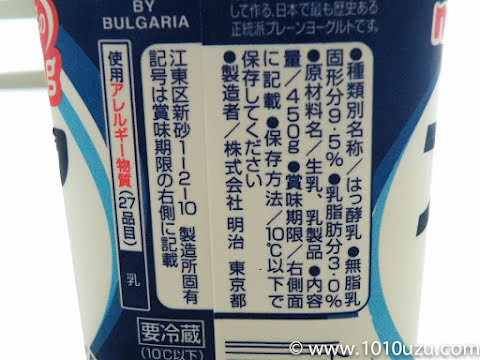 BY
BULGARIA
して作る、日本で最も歴史ある
正統派プレーンヨーグルトです。
●種類別名称/はっ酵乳●無脂乳
固形分9.5%●乳脂肪分3.0%
●原材料名/生乳、乳製品●内容
量/450g●賞味期限/右側面
に記載●保存方法/10℃以下で
保存してください
●製造者/株式会社 明治 東京都
江東区新砂1-2-10 製造所固有
記号は賞味期限の右側に記載
使用アレルギー物質(27品目) 乳
要冷蔵
(10℃以下)
© www.1010uzu.com